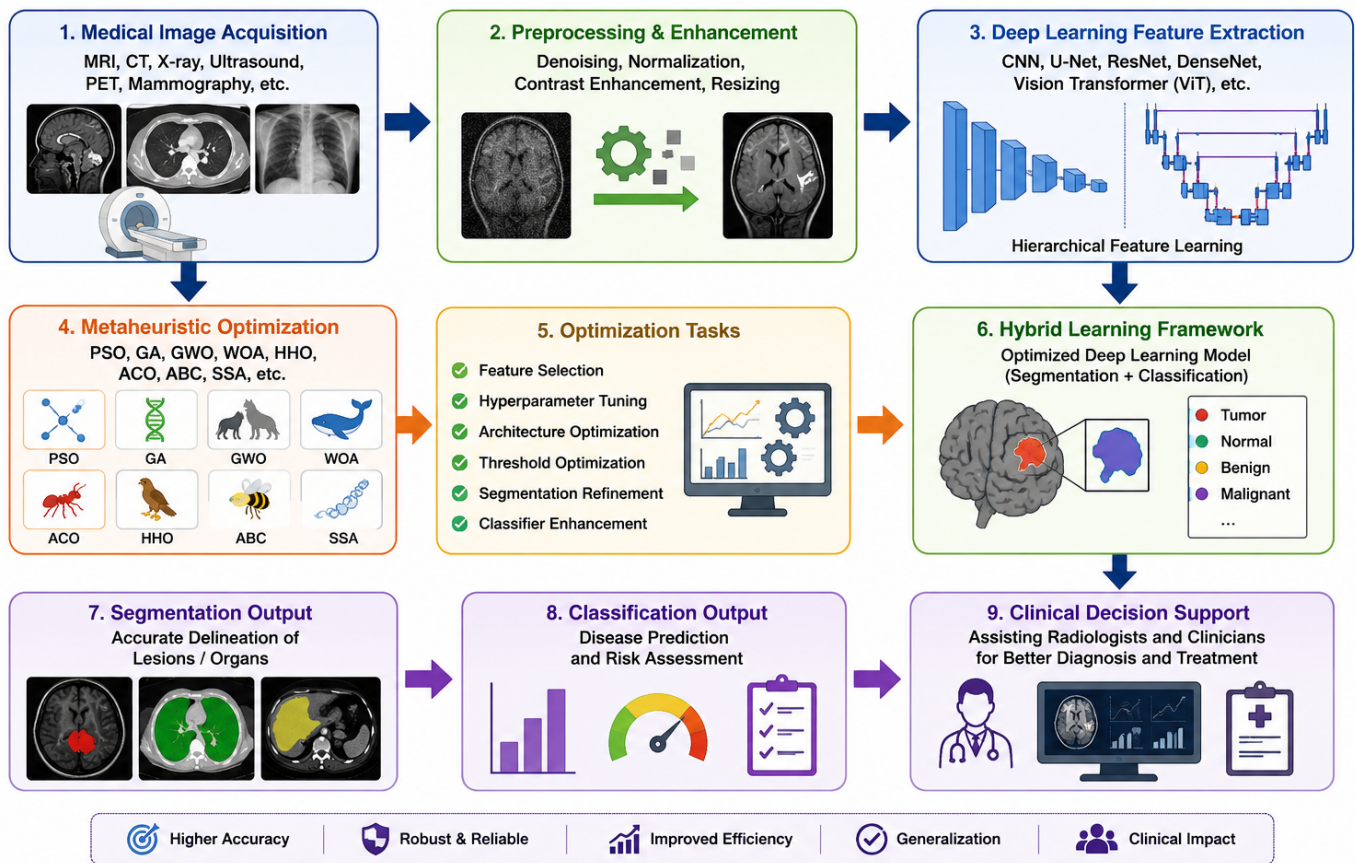 1. Medical Image Acquisition
MRI, CT, X-ray, Ultrasound,
PET, Mammography, etc.
2. Preprocessing & Enhancement
Denoising, Normalization,
Contrast Enhancement, Resizing
3. Deep Learning Feature Extraction
CNN, U-Net, ResNet, DenseNet,
Vision Transformer (ViT), etc.
Hierarchical Feature Learning
4. Metaheuristic Optimization
PSO, GA, GWO, WOA, HHO,
ACO, ABC, SSA, etc.
PSO
GA
GWO
WOA
ACO
HHO
ABC
SSA
5. Optimization Tasks
Feature Selection
Hyperparameter Tuning
Architecture Optimization
Threshold Optimization
Segmentation Refinement
Classifier Enhancement
6. Hybrid Learning Framework
Optimized Deep Learning Model
(Segmentation + Classification)
Tumor
Normal
Benign
Malignant
...
7. Segmentation Output
Accurate Delineation of
Lesions / Organs
8. Classification Output
Disease Prediction
and Risk Assessment
9. Clinical Decision Support
Assisting Radiologists and Clinicians
for Better Diagnosis and Treatment
Higher Accuracy
Robust & Reliable
Improved Efficiency
Generalization
Clinical Impact